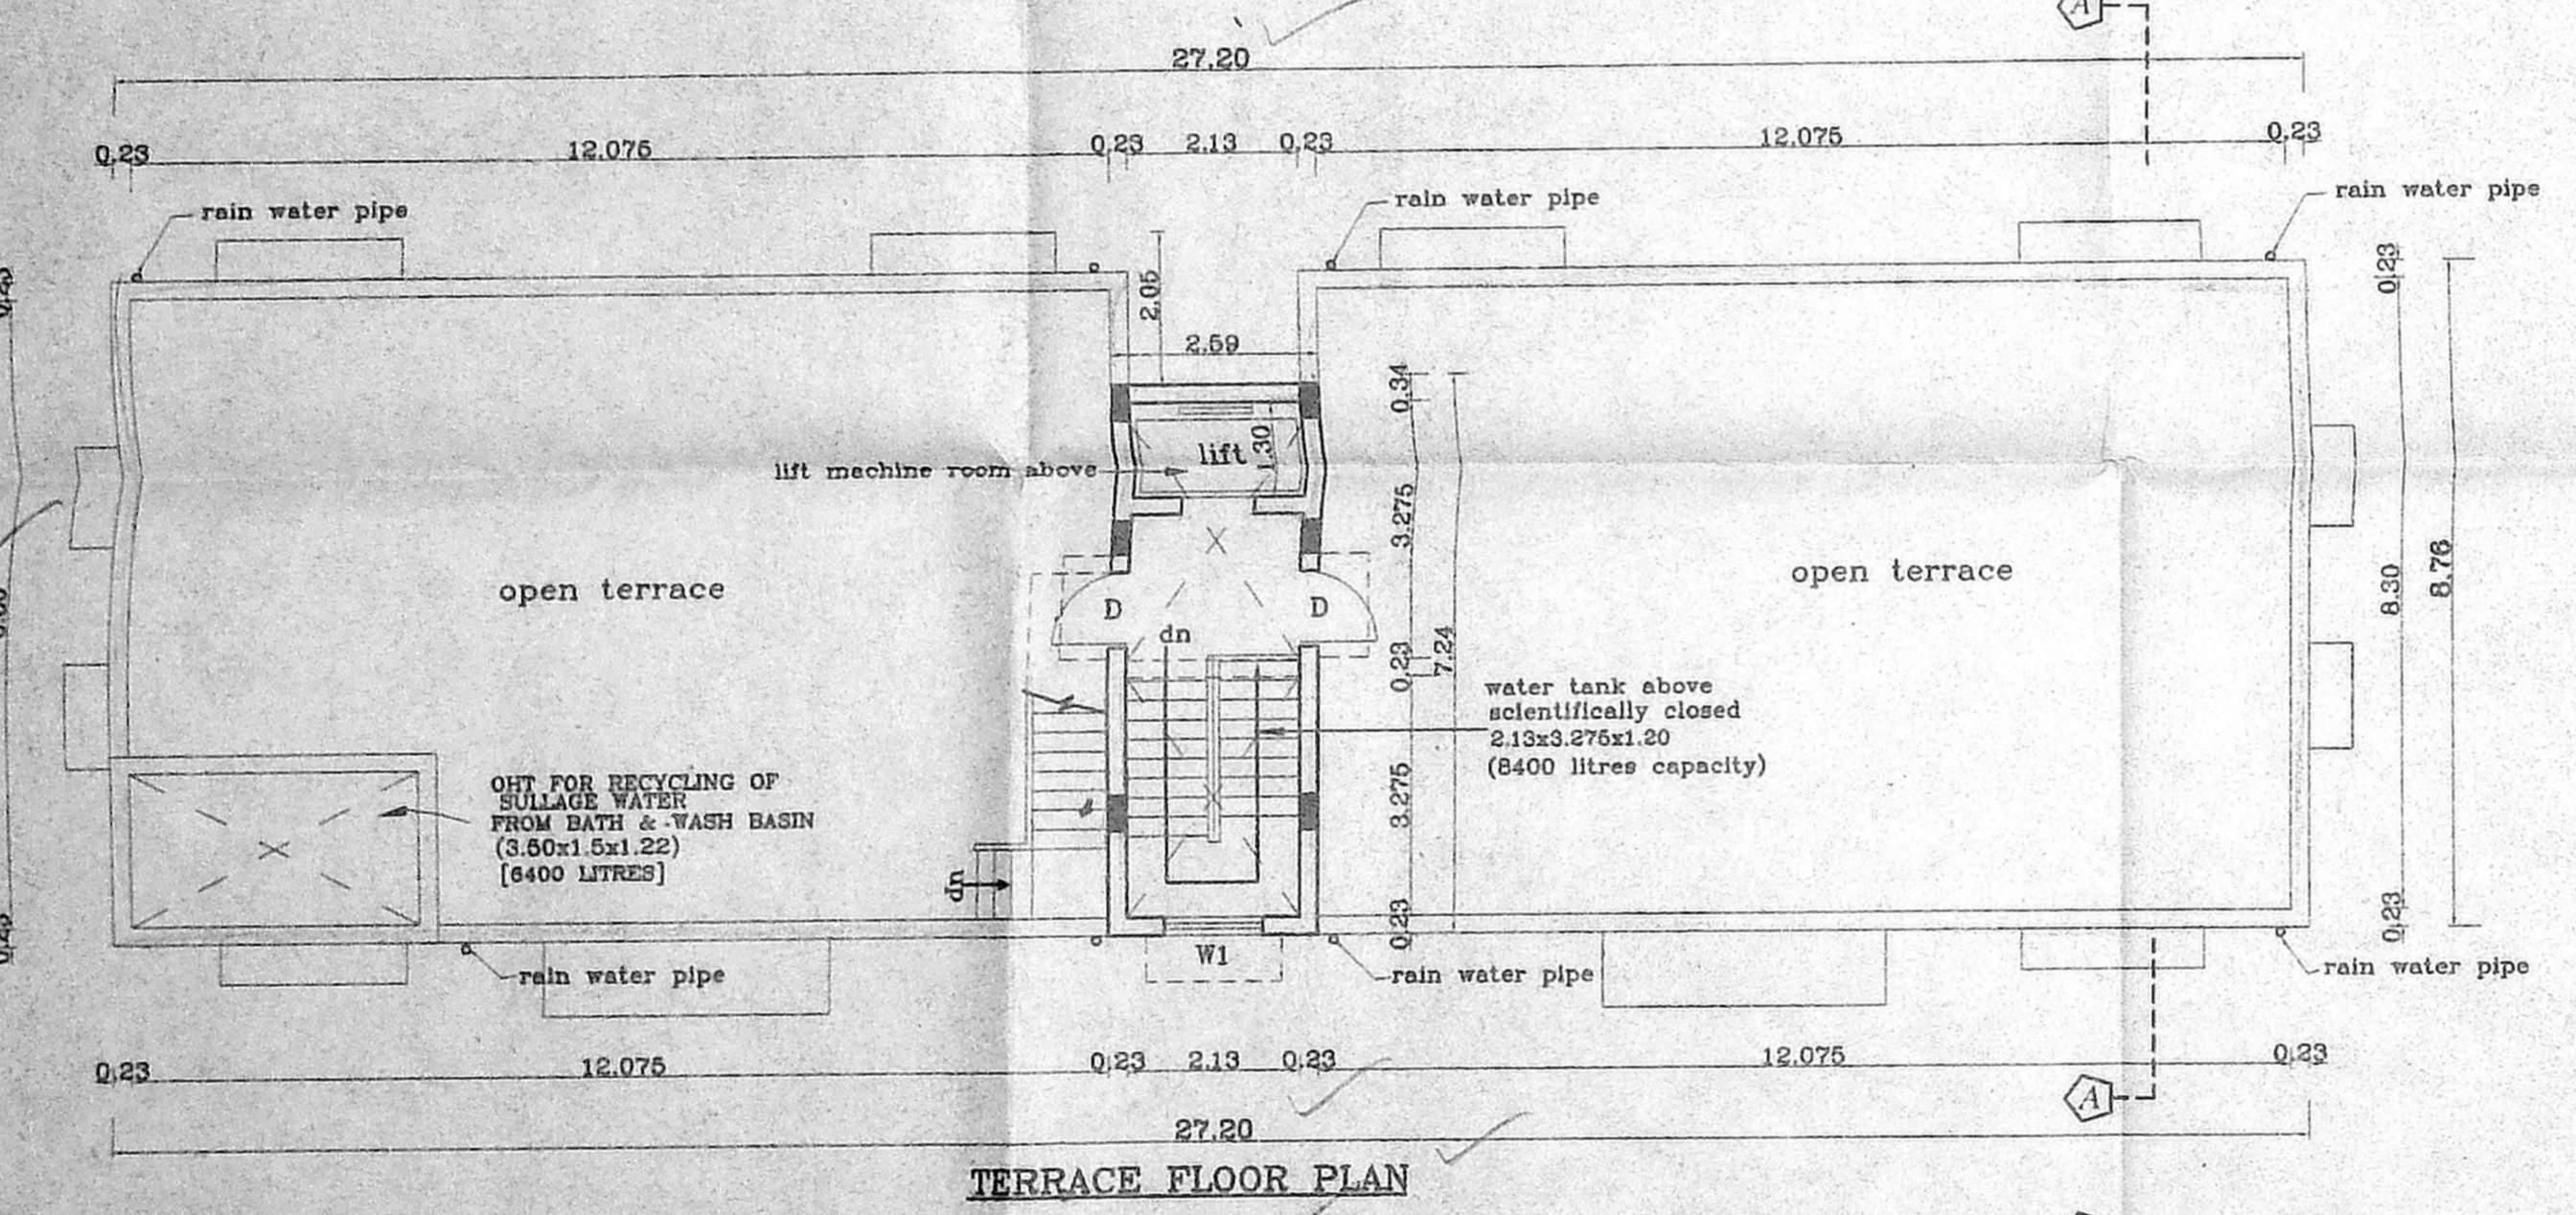 A
27.20
0.23 12.075 0.23 2.13 0.23 12.075 0.23
rain water pipe
rain water pipe
rain water pipe
2.05
2.59
0.23
0.34
lift
1.30
lift machine room above
3.275
open terrace
open terrace
D
D
dn
8.30
8.76
0.23
7.24
water tank above
scientifically closed
2.13x3.275x1.20
(8400 litres capacity)
OHT FOR RECYCLING OF
SULLAGE WATER
FROM BATH & WASH BASIN
(3.50x1.5x1.22)
[6400 LITRES]
3.275
dn
0.23
0.23
W1
rain water pipe
rain water pipe
rain water pipe
0.23 12.075 0.23 2.13 0.23 12.075 0.23
A
27.20
TERRACE FLOOR PLAN